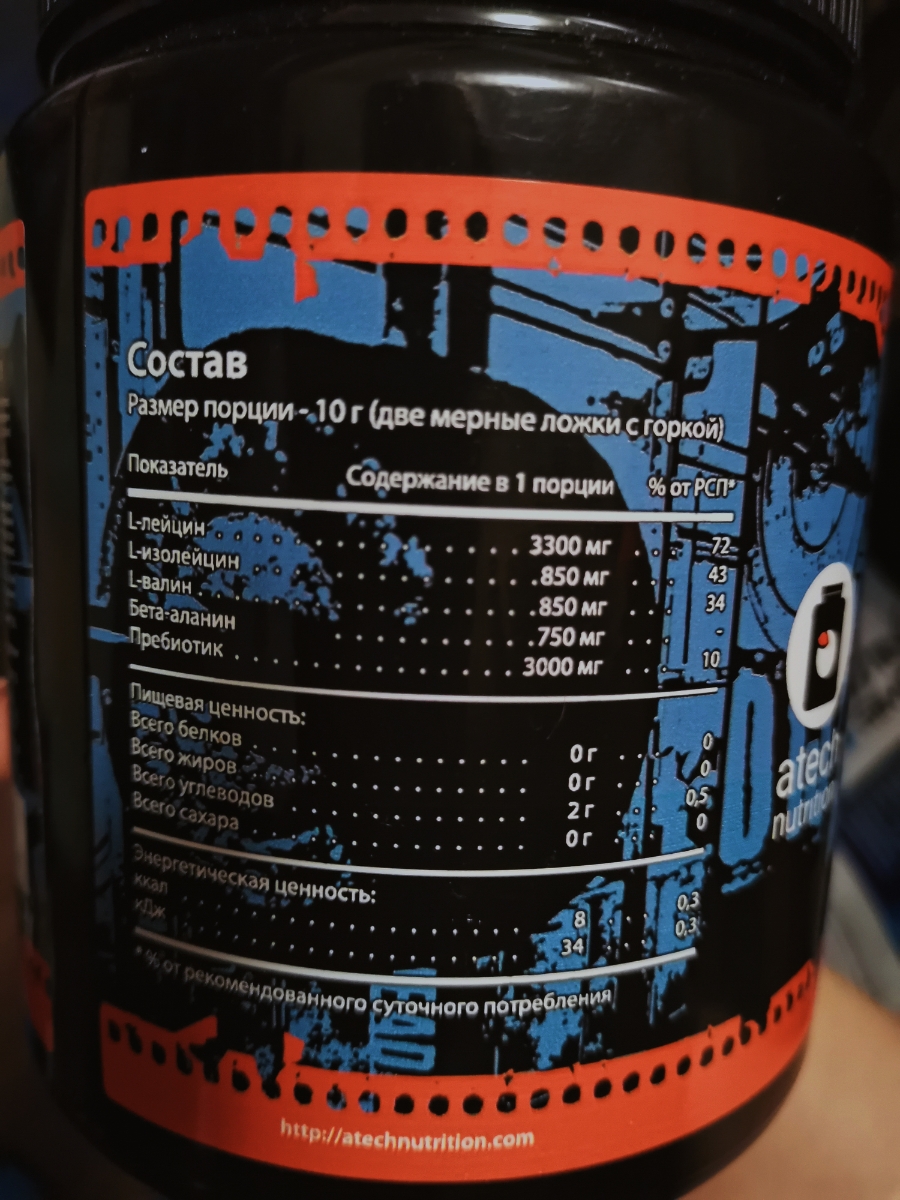 Состав
Размер порции - 10 г (две мерные ложки с горкой)
Показатель Содержание в 1 порции % от РСП*
L-лейцин 3300 мг 72
L-изолейцин 850 мг 43
L-валин 850 мг 34
Бета-аланин 750 мг -
Пребиотик 3000 мг 10
Пищевая ценность:
Всего белков 0 г 0
Всего жиров 0 г 0
Всего углеводов 2 г 0,5
Всего сахара 0 г 0
Энергетическая ценность:
ккал 8 0,3
кДж 34 0,3
* % от рекомендованного суточного потребления
atech
nutrition
http://atechnutrition.com